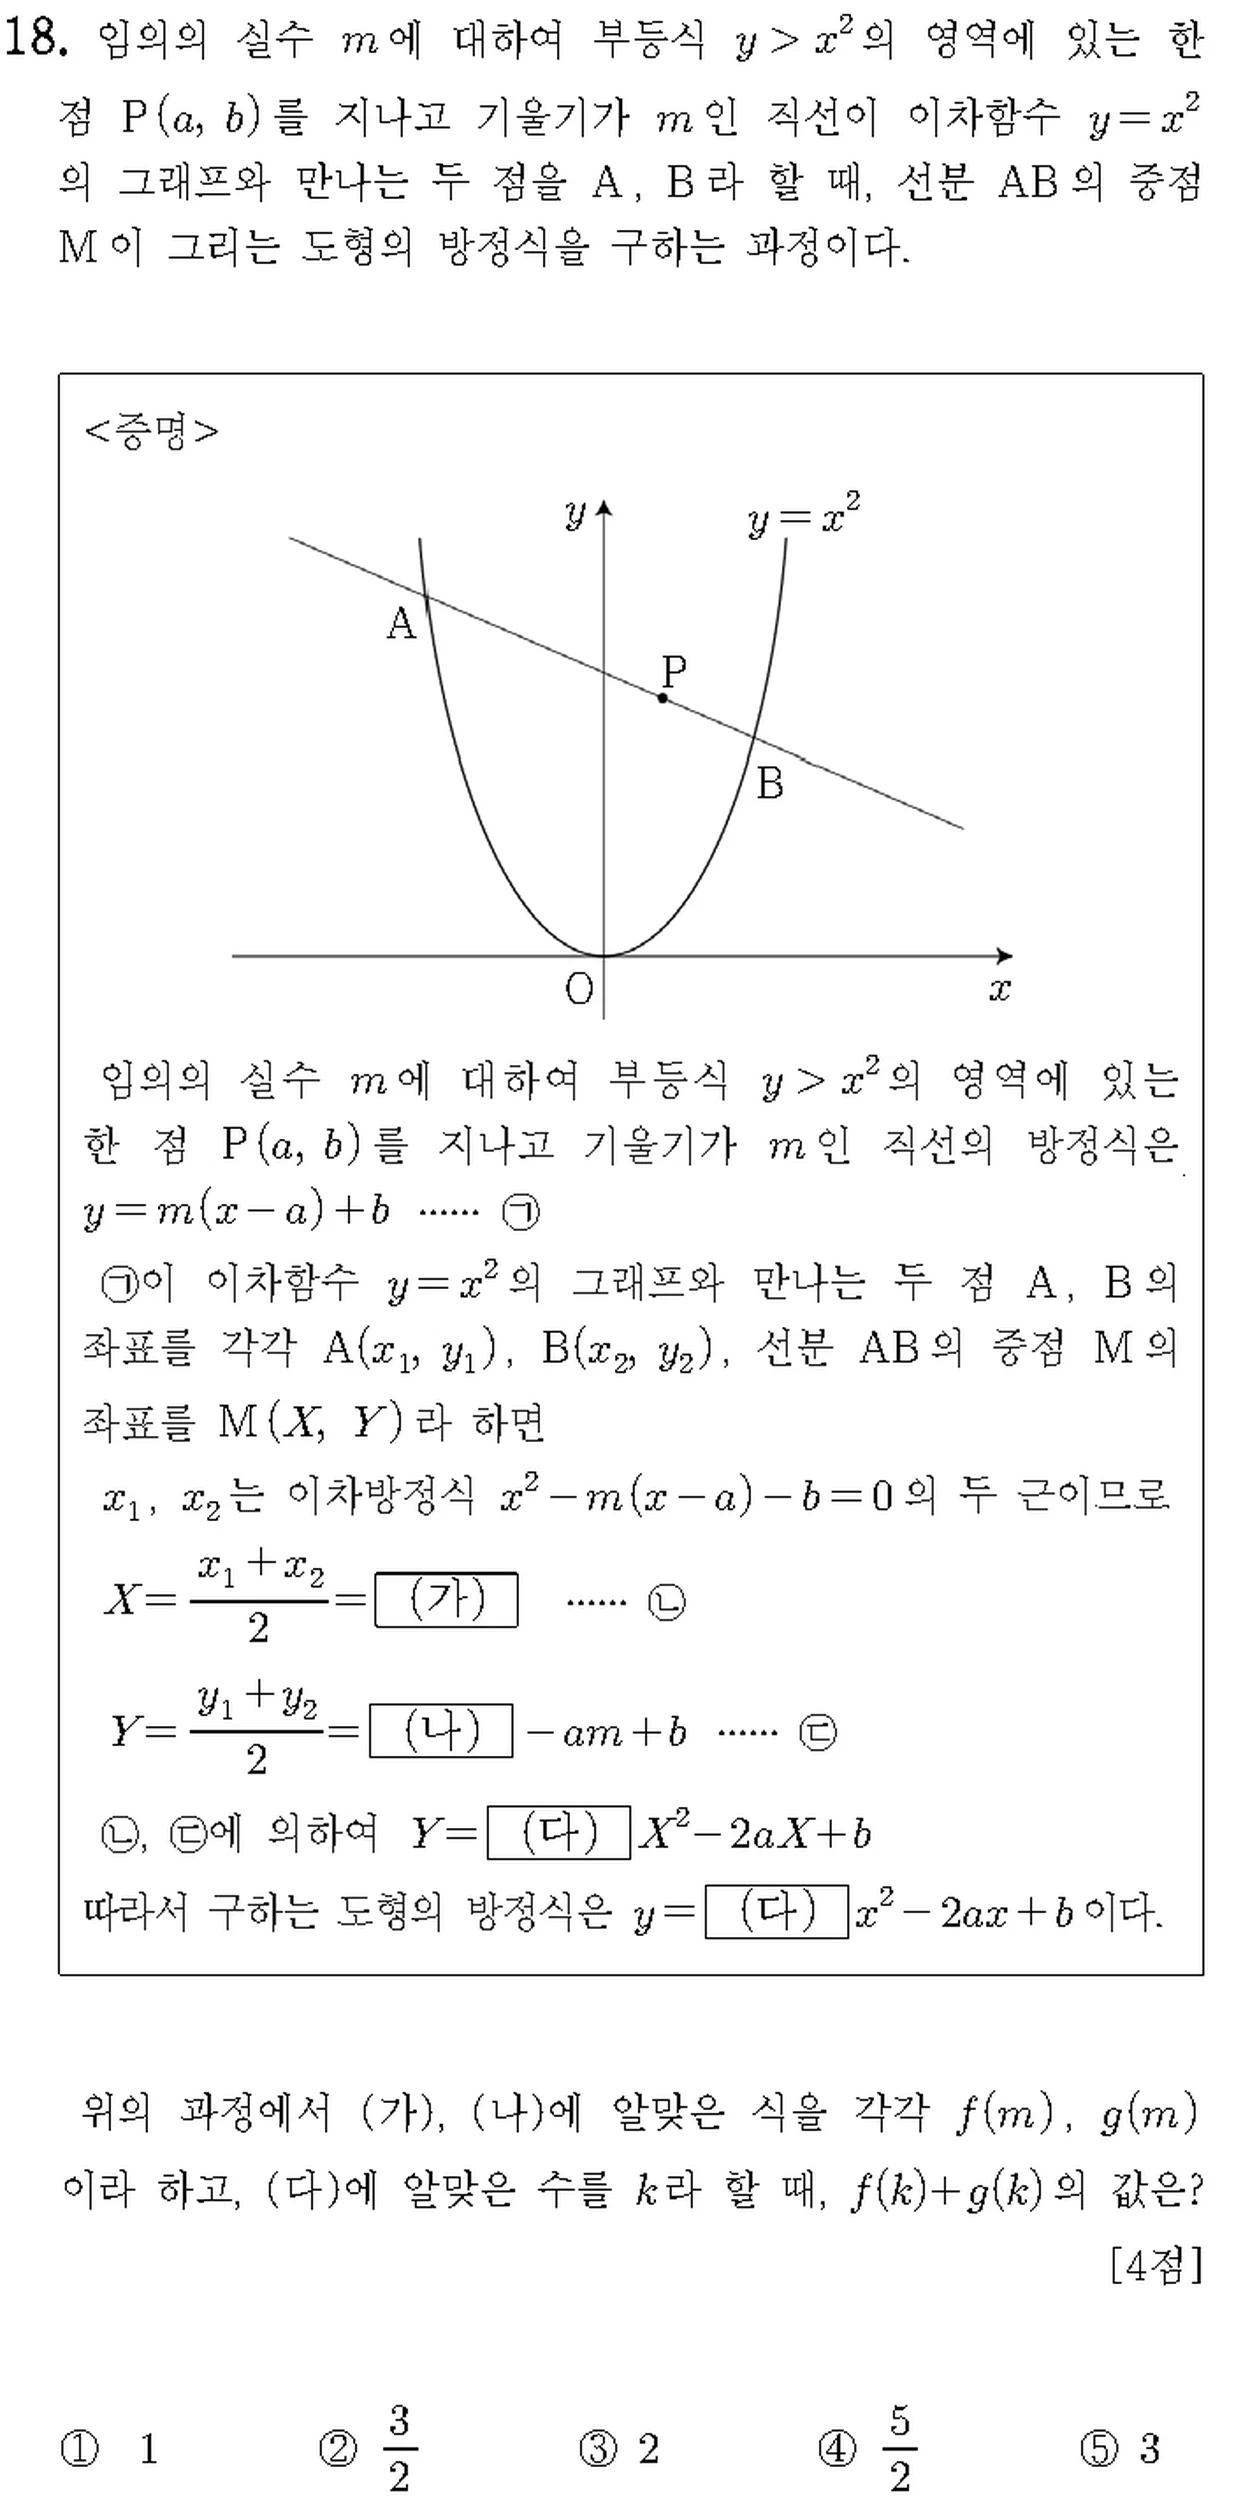 18. 임의의 실수 m에 대하여 부등식 y > x²의 영역에 있는 한
점 P(a, b)를 지나고 기울기가 m인 직선이 이차함수 y = x²
의 그래프와 만나는 두 점을 A, B라 할 때, 선분 AB의 중점
M이 그리는 도형의 방정식을 구하는 과정이다.
<증명>
y
y = x²
A
P
B
O
x
임의의 실수 m에 대하여 부등식 y > x²의 영역에 있는
한 점 P(a, b)를 지나고 기울기가 m인 직선의 방정식은
y = m(x − a) + b ⋯⋯ ㉠
㉠이 이차함수 y = x²의 그래프와 만나는 두 점 A, B의
좌표를 각각 A(x₁, y₁), B(x₂, y₂), 선분 AB의 중점 M의
좌표를 M(X, Y)라 하면
x₁, x₂는 이차방정식 x² − m(x − a) − b = 0의 두 근이므로
X = (x₁ + x₂)/2 = (가) ⋯⋯ ㉡
Y = (y₁ + y₂)/2 = (나) − am + b ⋯⋯ ㉢
㉡, ㉢에 의하여 Y = (다) X² − 2aX + b
따라서 구하는 도형의 방정식은 y = (다) x² − 2ax + b이다.
위의 과정에서 (가), (나)에 알맞은 식을 각각 f(m), g(m)
이라 하고, (다)에 알맞은 수를 k라 할 때, f(k)+g(k)의 값은?
[4점]
① 1 ② 3/2 ③ 2 ④ 5/2 ⑤ 3